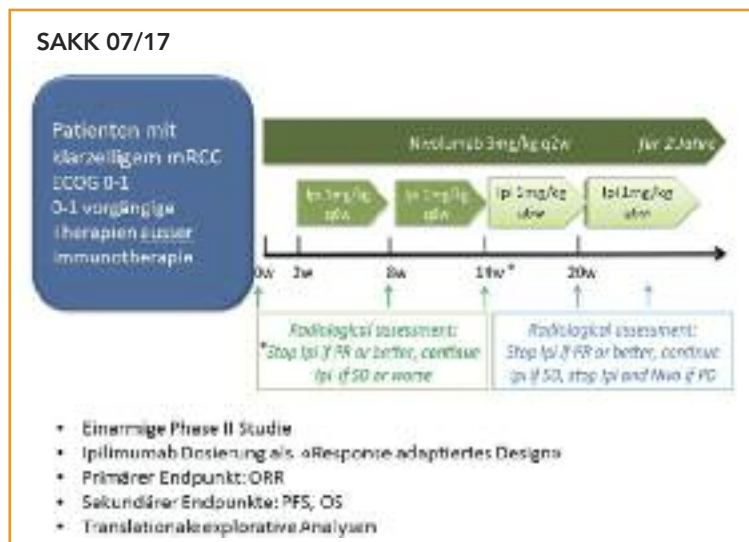 SAKK 07/17
Patienten mit
klarzelligem mRCC
ECOG 0-1
0-1 vorgängige
Therapien ausser
Immunotherapie
Nivolumab 3mg/kg q2w für 2 Jahre
Ipi 1mg/kg
q6w
Ipi 1mg/kg
q6w
Ipi 1mg/kg
q6w
Ipi 1mg/kg
q6w
0w 2w 8w 14w* 20w
Radiological assessment:
*Stop Ipi if PR or better, continue
Ipi if SD or worse
Radiological assessment:
Stop Ipi if PR or better, continue
Ipi if SD, stop Ipi and Nivo if PD
• Einarmige Phase II Studie
• Ipilimumab Dosierung als «Response adaptiertes Design»
• Primärer Endpunkt: ORR
• Sekundärer Endpunkte: PFS, OS
• Translationale explorative Analysen